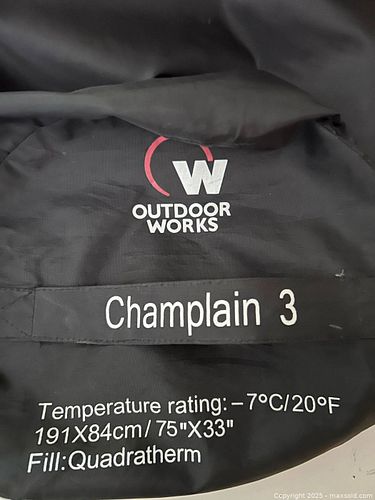 W
OUTDOOR
WORKS
Champlain 3
Temperature rating: –7°C/20°F
191X84cm/75"X33"
Fill:Quadratherm
Copyright 2025 - maxsold.com